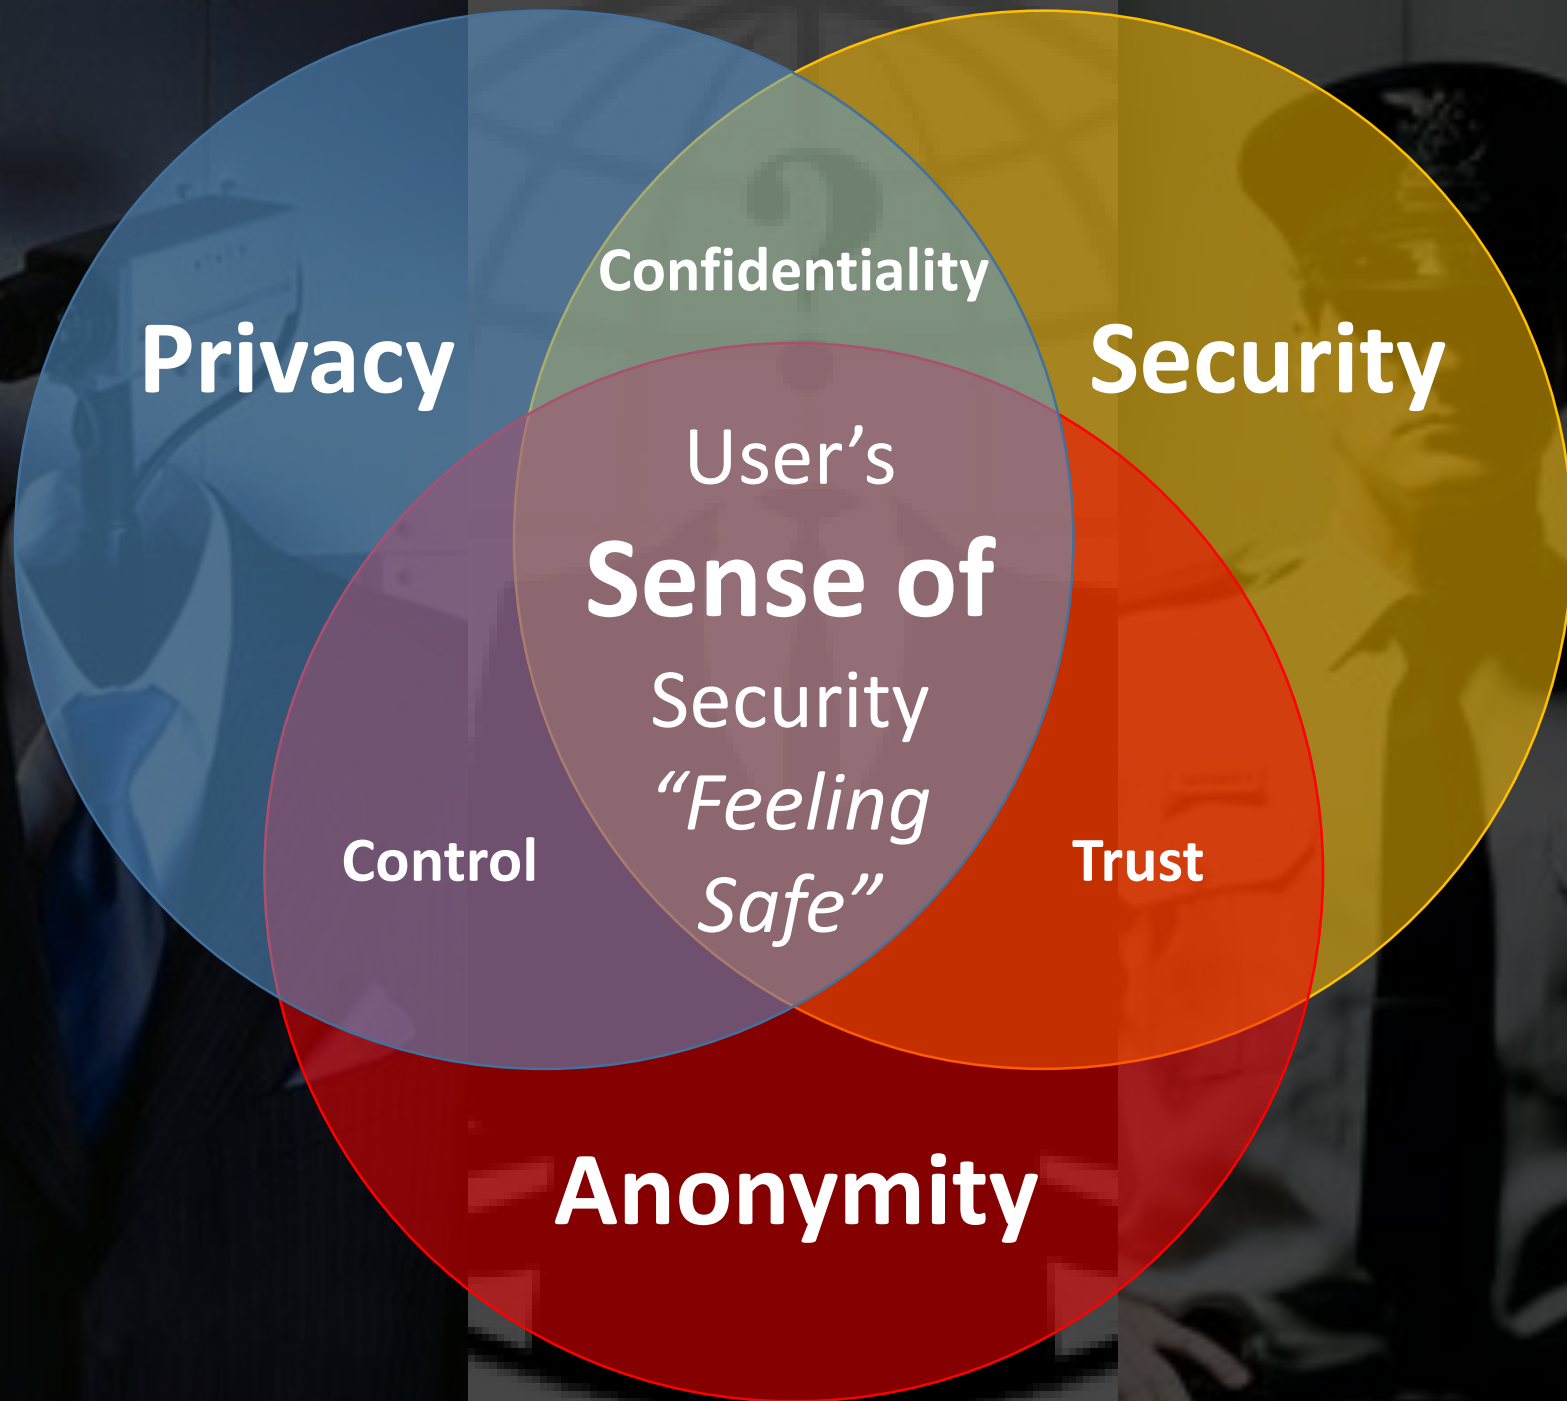 Confidentiality
Privacy
Security
User’s
Sense of
Security
“Feeling
Safe”
Control
Trust
Anonymity